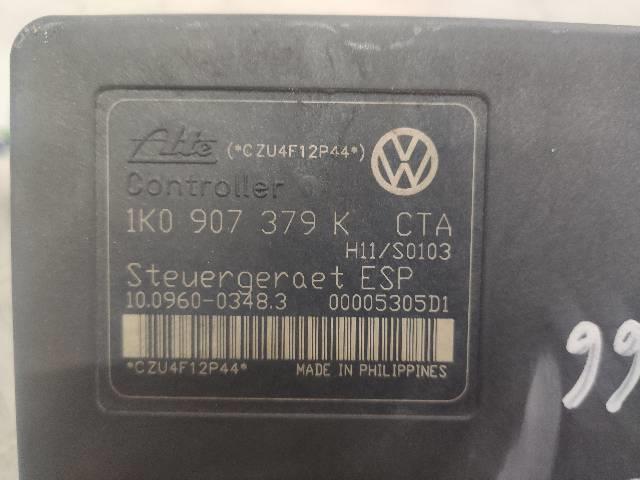 Ate (*CZU4F12P44*)
Controller
1K0 907 379 K CTA
H11/S0103
Steuergeraet ESP
10.0960-0348.3 00005305D1
*CZU4F12P44* MADE IN PHILIPPINES
99